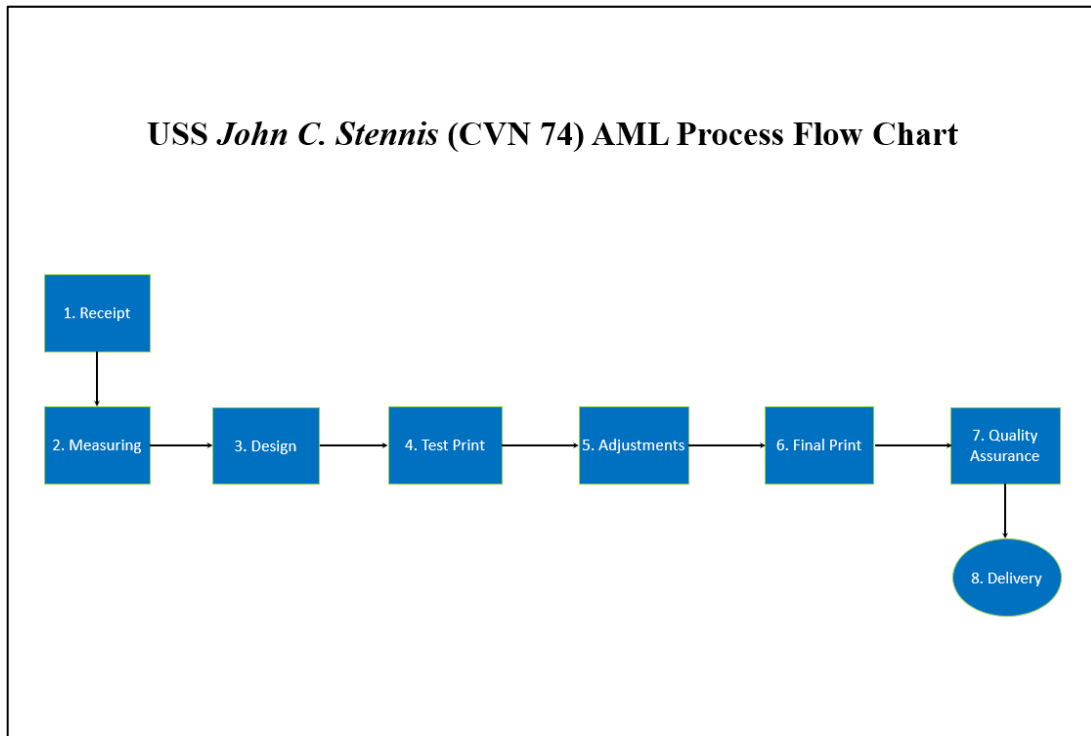 USS John C. Stennis (CVN 74) AML Process Flow Chart
1. Receipt
2. Measuring
3. Design
4. Test Print
5. Adjustments
6. Final Print
7. Quality
Assurance
8. Delivery